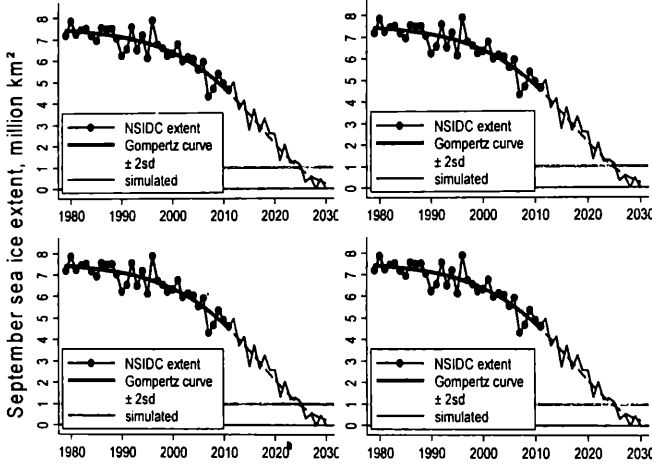 September sea ice extent, million km²
8
7
6
5
4
3
2
1
0
NSIDC extent
Gompertz curve
± 2sd
simulated
1980 1990 2000 2010 2020 2030
8
7
6
5
4
3
2
1
0
NSIDC extent
Gompertz curve
± 2sd
simulated
1980 1990 2000 2010 2020 2030
8
7
6
5
4
3
2
1
0
NSIDC extent
Gompertz curve
± 2sd
simulated
1980 1990 2000 2010 2020 2030
8
7
6
5
4
3
2
1
0
NSIDC extent
Gompertz curve
± 2sd
simulated
1980 1990 2000 2010 2020 2030